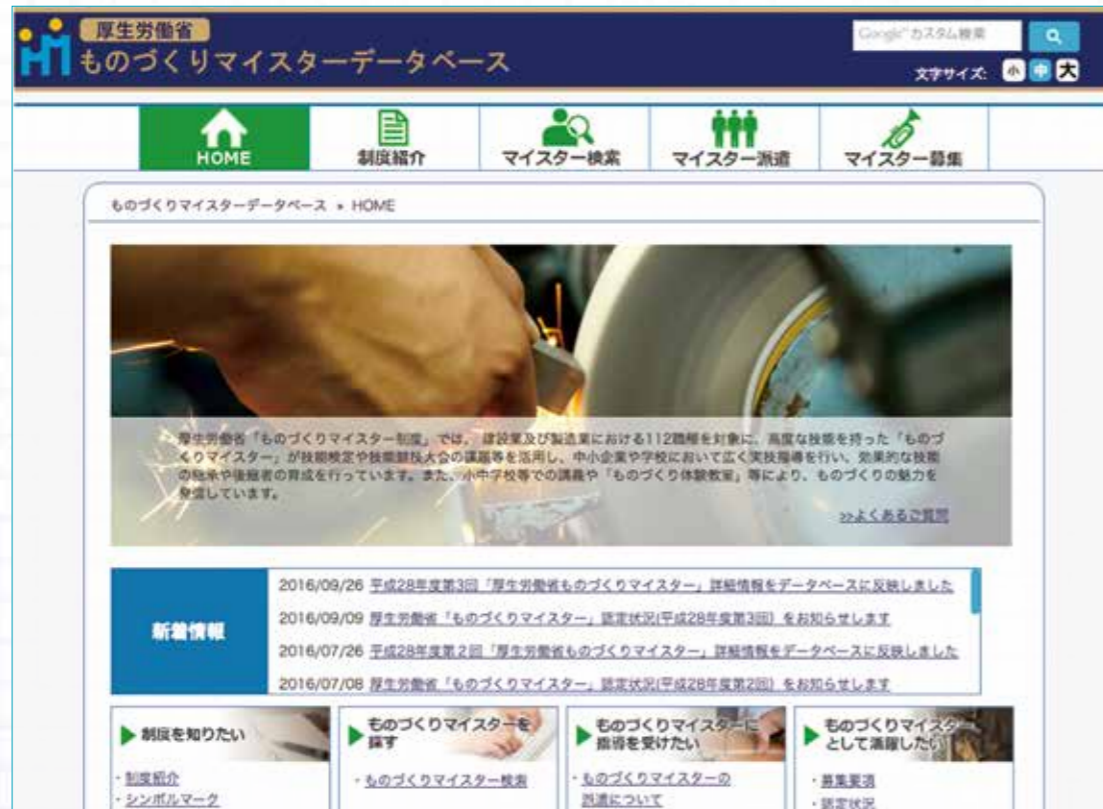 厚生労働省
ものづくりマイスターデータベース
Google カスタム検索
文字サイズ: 小 中 大
HOME
制度紹介
マイスター検索
マイスター派遣
マイスター募集
ものづくりマイスターデータベース » HOME
厚生労働省「ものづくりマイスター制度」では、 建設業及び製造業における112職種を対象に、高度な技能を持った「ものづ
くりマイスター」が技能検定や技能競技大会の課題等を活用し、中小企業や学校において広く実技指導を行い、効果的な技能
の継承や後継者の育成を行っています。また、小中学校等での講義や「ものづくり体験教室」等により、ものづくりの魅力を
発信しています。
>>よくあるご質問
新着情報
2016/09/26 平成28年度第3回「厚生労働省ものづくりマイスター」詳細情報をデータベースに反映しました
2016/09/09 厚生労働省「ものづくりマイスター」認定状況(平成28年度第3回）をお知らせします
2016/07/26 平成28年度第２回「厚生労働省ものづくりマイスター」詳細情報をデータベースに反映しました
2016/07/08 厚生労働省「ものづくりマイスター」認定状況(平成28年度第2回）をお知らせします
制度を知りたい
・制度紹介
・シンボルマーク
ものづくりマイスターを
探す
・ものづくりマイスター検索
ものづくりマイスターに
指導を受けたい
・ものづくりマイスターの
派遣について
ものづくりマイスター
として活躍したい
・募集要項
・認定状況